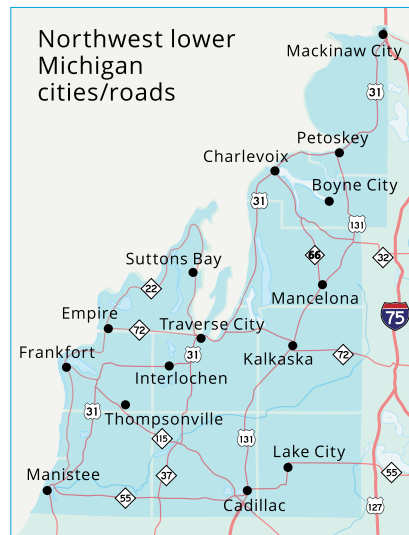 Northwest lower
Michigan
cities/roads
Mackinaw City
31
Petoskey
Charlevoix
Boyne City
31
131
66
32
Suttons Bay
22
Mancelona
Empire
75
72
Traverse City
Frankfort
31
Kalkaska
72
Interlochen
31
Thompsonville
115
131
Lake City
Manistee
37
55
55
Cadillac
127